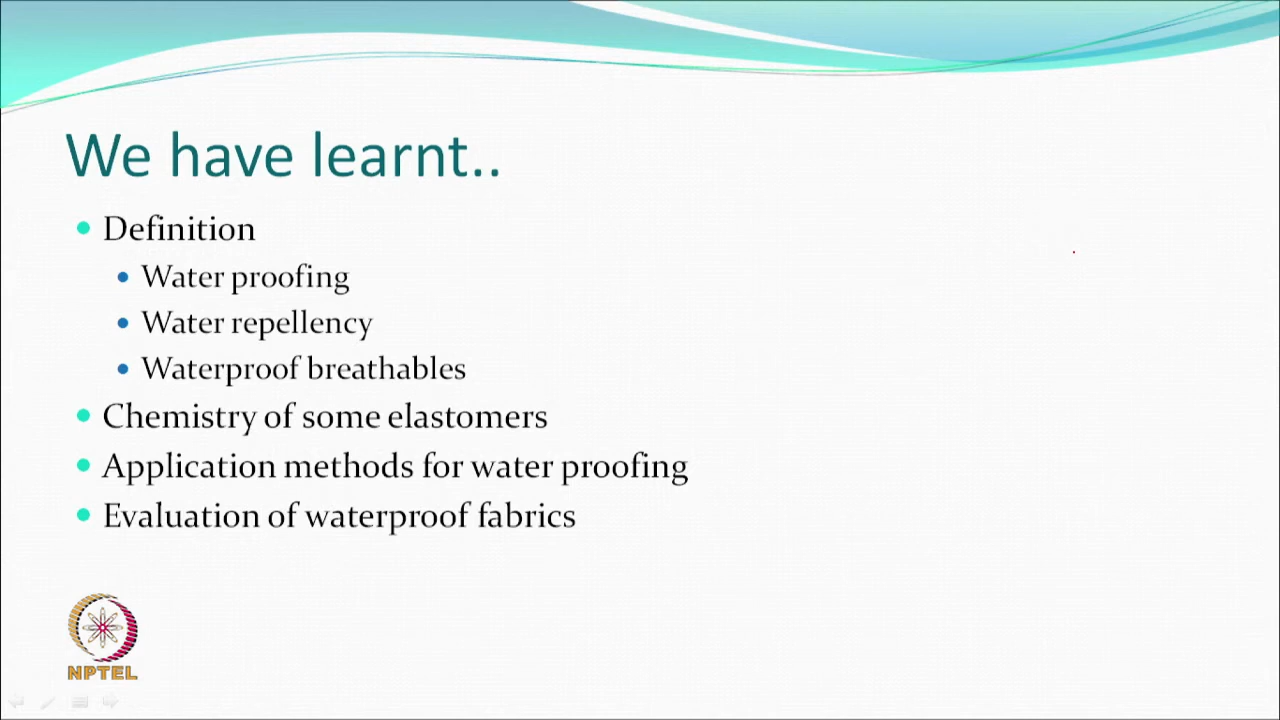 We have learnt..
Definition
Water proofing
Water repellency
Waterproof breathables
Chemistry of some elastomers
Application methods for water proofing
Evaluation of waterproof fabrics
NPTEL